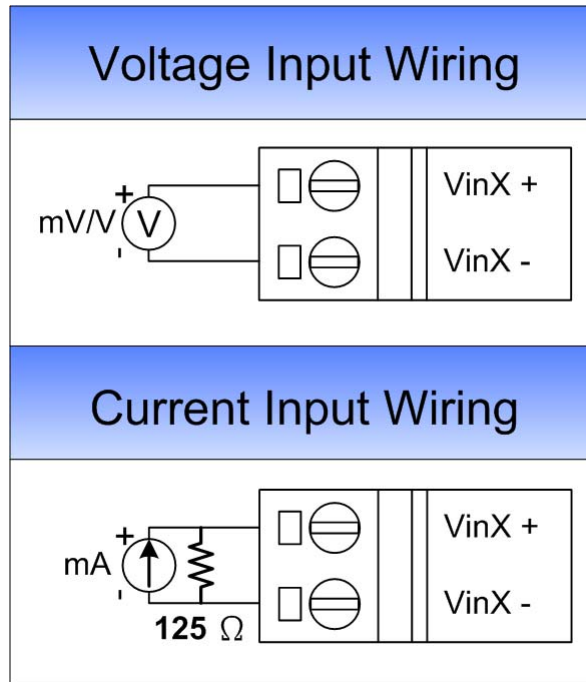 Voltage Input Wiring
+
mV/V V
-
VinX +
VinX -
Current Input Wiring
+
mA
-
125 Ω
VinX +
VinX -